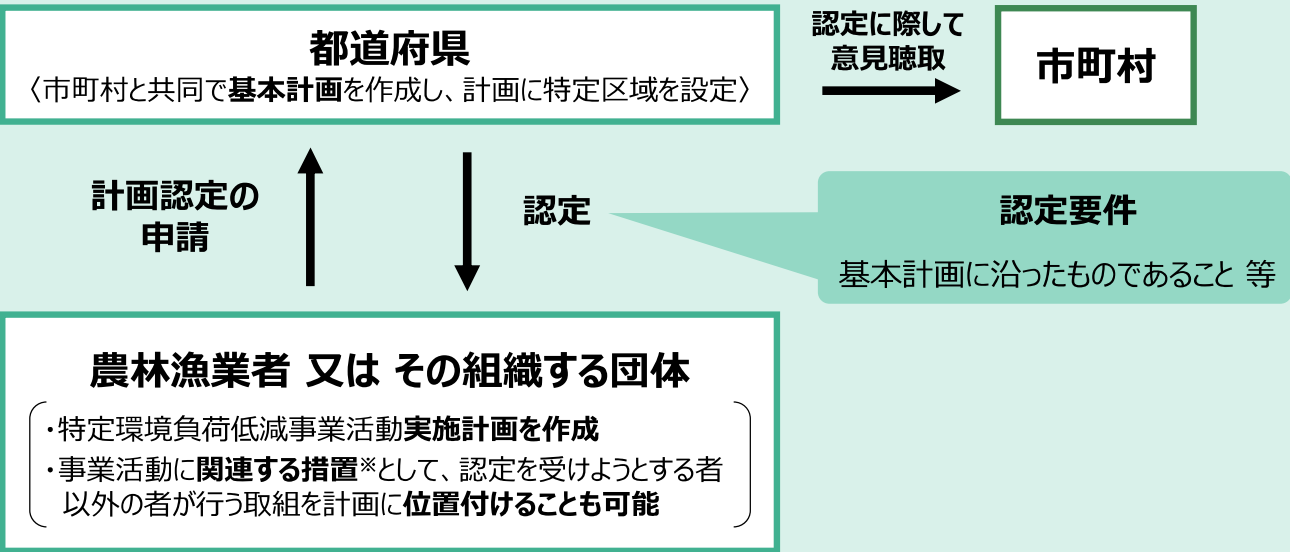 都道府県
〈市町村と共同で基本計画を作成し、計画に特定区域を設定〉
認定に際して
意見聴取
市町村
計画認定の
申請
認定
認定要件
基本計画に沿ったものであること 等
農林漁業者 又は その組織する団体
・特定環境負荷低減事業活動実施計画を作成
・事業活動に関連する措置※として、認定を受けようとする者
以外の者が行う取組を計画に位置付けることも可能